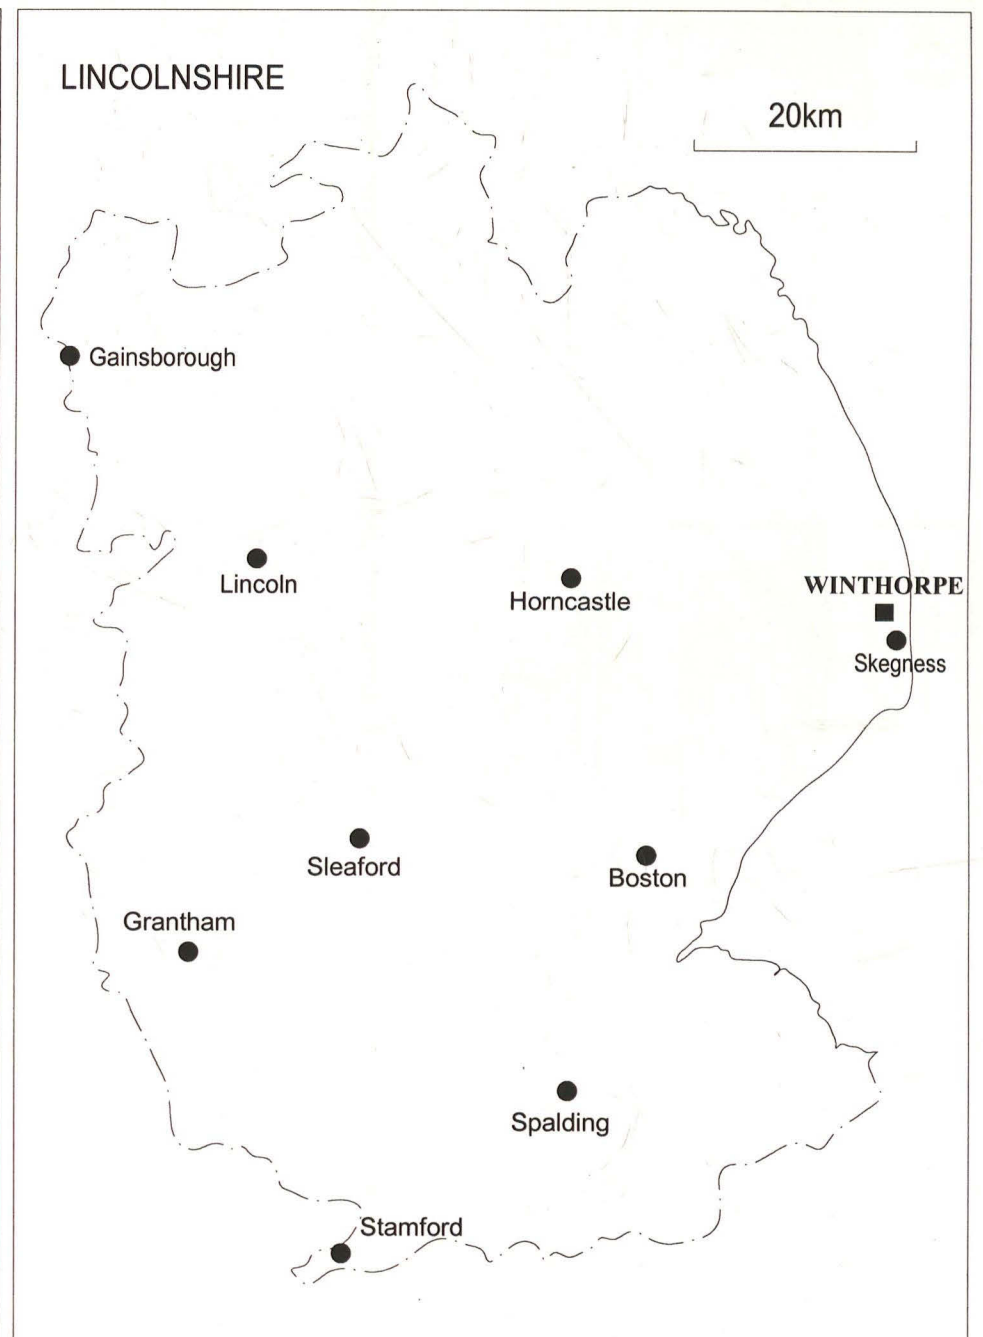 LINCOLNSHIRE
20km
Gainsborough
Lincoln
Horncastle
WINTHORPE
Skegness
Sleaford
Boston
Grantham
Spalding
Stamford